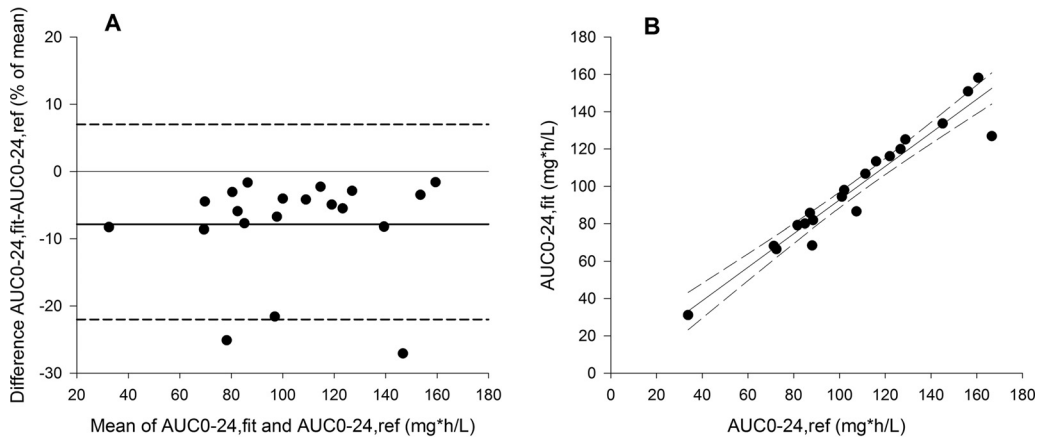 A
Difference AUC0-24,fit-AUC0-24,ref (% of mean)
20
10
0
-10
-20
-30
20 40 60 80 100 120 140 160 180
Mean of AUC0-24,fit and AUC0-24,ref (mg*h/L)
B
AUC0-24,fit (mg*h/L)
180
160
140
120
100
80
60
40
20
0
0 20 40 60 80 100 120 140 160 180
AUC0-24,ref (mg*h/L)